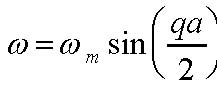 ω = ω_m sin(qa/2)